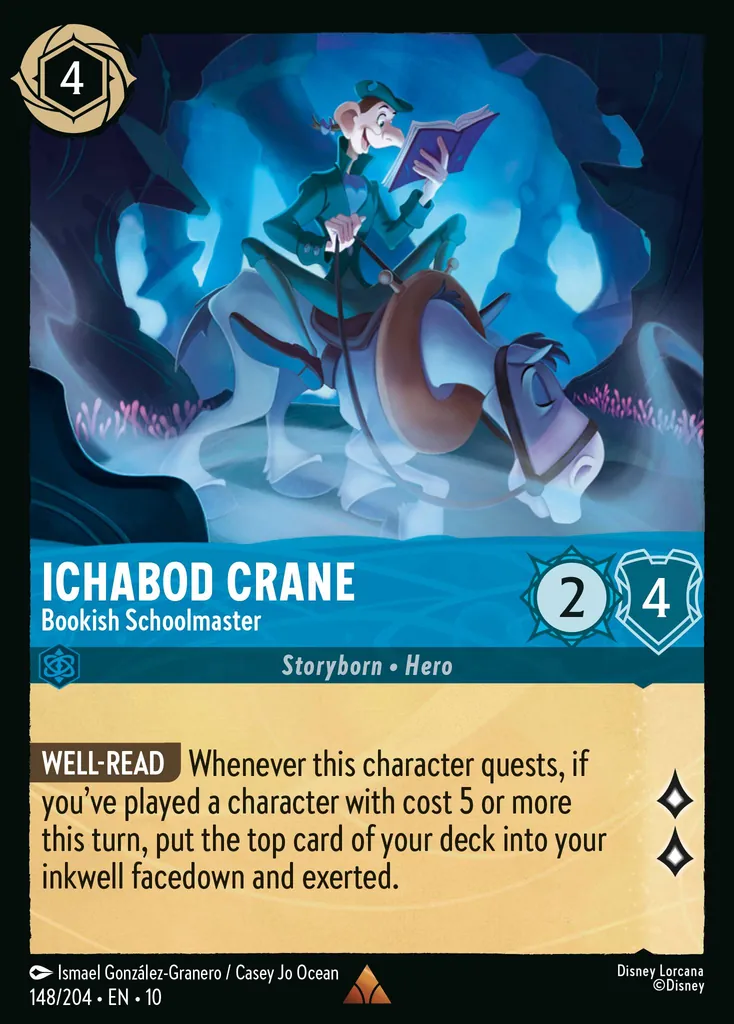 4
ICHABOD CRANE
Bookish Schoolmaster
2
4
Storyborn • Hero
WELL-READ Whenever this character quests, if
you've played a character with cost 5 or more
this turn, put the top card of your deck into your
inkwell facedown and exerted.
Ismael González-Granero / Casey Jo Ocean
148/204 • EN • 10
Disney Lorcana
©Disney